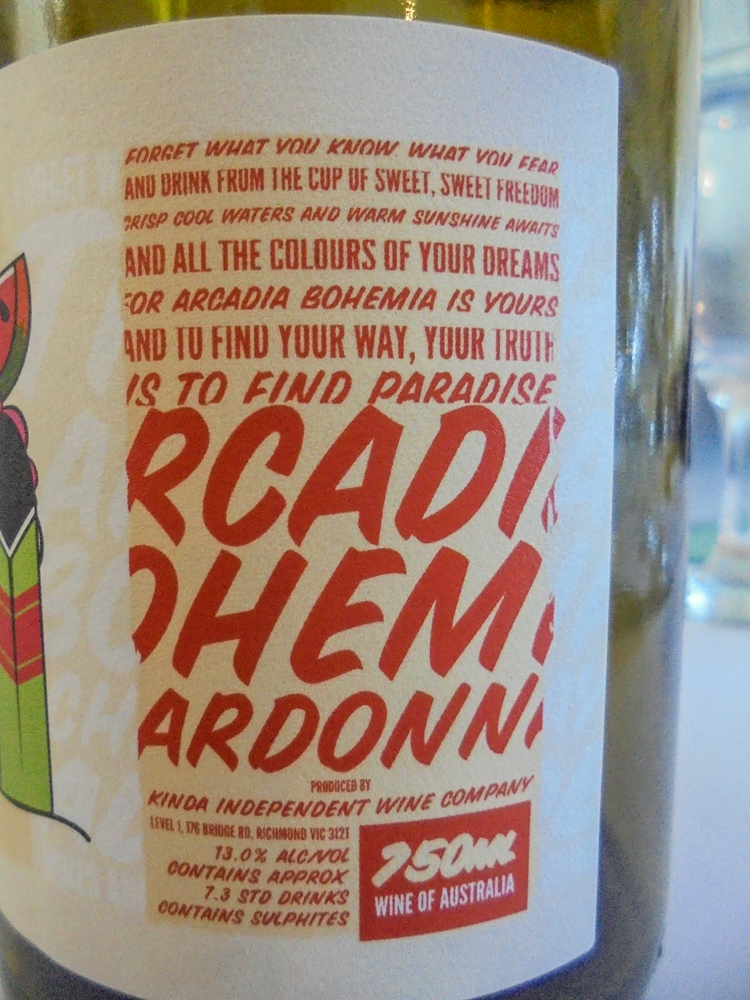 FORGET WHAT YOU KNOW. WHAT YOU FEAR
AND DRINK FROM THE CUP OF SWEET, SWEET FREEDOM
CRISP COOL WATERS AND WARM SUNSHINE AWAITS
AND ALL THE COLOURS OF YOUR DREAMS
FOR ARCADIA BOHEMIA IS YOURS
AND TO FIND YOUR WAY, YOUR TRUTH
IS TO FIND PARADISE
RCADI
OHEM
ARDONN
PRODUCED BY
KINDA INDEPENDENT WINE COMPANY
LEVEL 1, 176 BRIDGE RD, RICHMOND VIC 3121
13.0% ALC/VOL
CONTAINS APPROX
7.3 STD DRINKS
CONTAINS SULPHITES
750ml
WINE OF AUSTRALIA